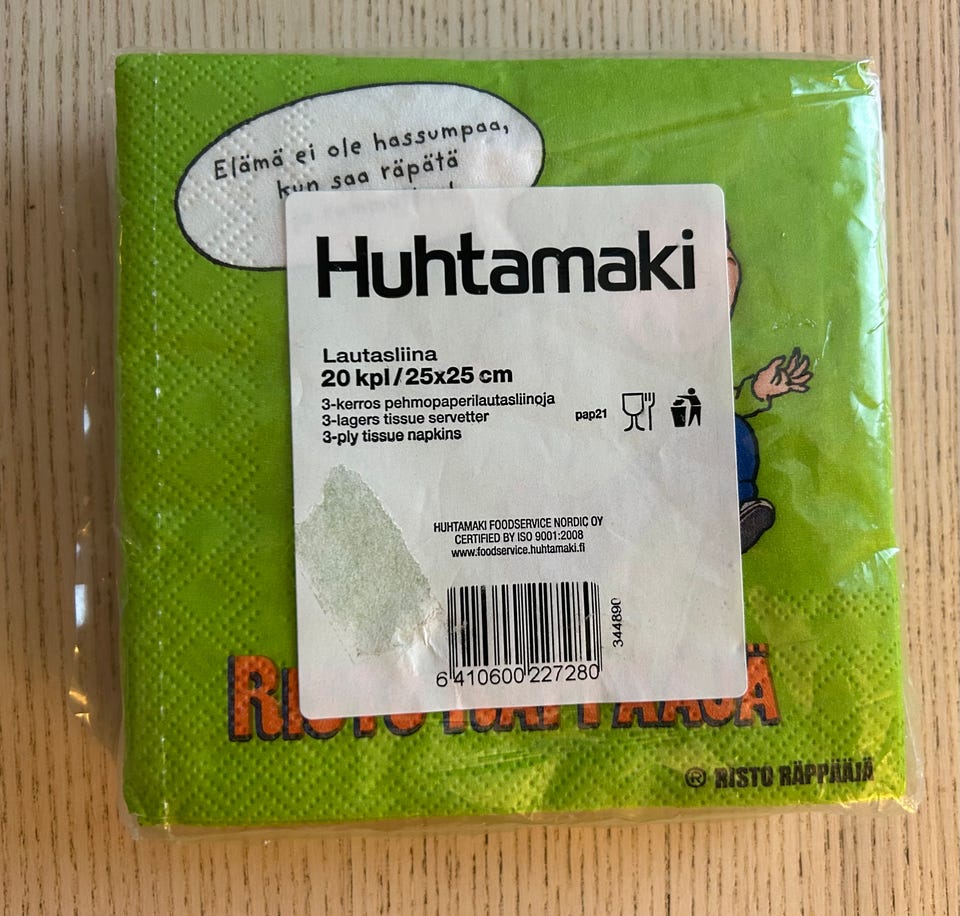 Elämä ei ole hassumpaa,
kun saa räpätä
Huhtamaki
Lautasliina
20 kpl/25x25 cm
3-kerros pehmopaperilautasliinoja
3-lagers tissue servetter
3-ply tissue napkins
pap21
HUHTAMAKI FOODSERVICE NORDIC OY
CERTIFIED BY ISO 9001:2008
www.foodservice.huhtamaki.fi
344890
6 410600 227280
RISTO RÄPPÄÄJÄ
® RISTO RÄPPÄÄJÄ